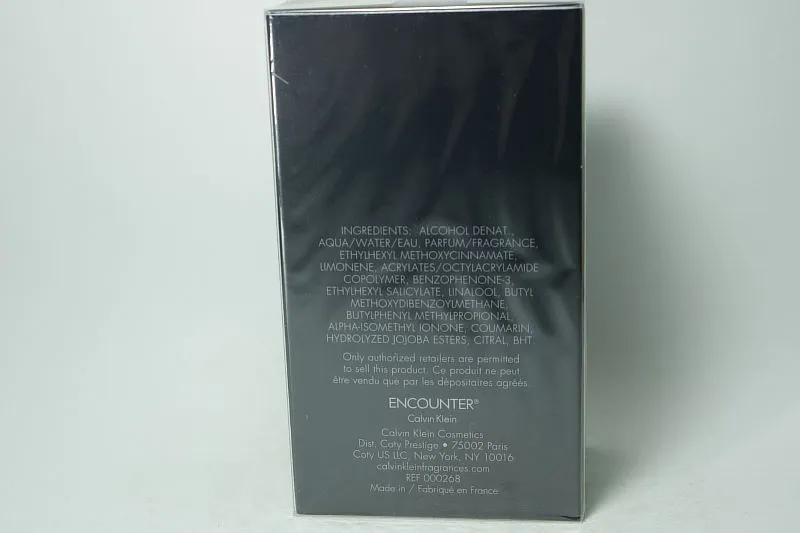 INGREDIENTS: ALCOHOL DENAT.,
AQUA/WATER/EAU, PARFUM/FRAGRANCE,
ETHYLHEXYL METHOXYCINNAMATE,
LIMONENE, ACRYLATES/OCTYLACRYLAMIDE
COPOLYMER, BENZOPHENONE-3,
ETHYLHEXYL SALICYLATE, LINALOOL, BUTYL
METHOXYDIBENZOYLMETHANE,
BUTYLPHENYL METHYLPROPIONAL,
ALPHA-ISOMETHYL IONONE, COUMARIN,
HYDROLYZED JOJOBA ESTERS, CITRAL, BHT.
Only authorized retailers are permitted
to sell this product. Ce produit ne peut
être vendu que par les dépositaires agréés.
ENCOUNTER®
Calvin Klein
Calvin Klein Cosmetics
Dist. Coty Prestige • 75002 Paris
Coty US LLC, New York, NY 10016
calvinkleinfragrances.com
REF 000268
Made in / Fabriqué en France